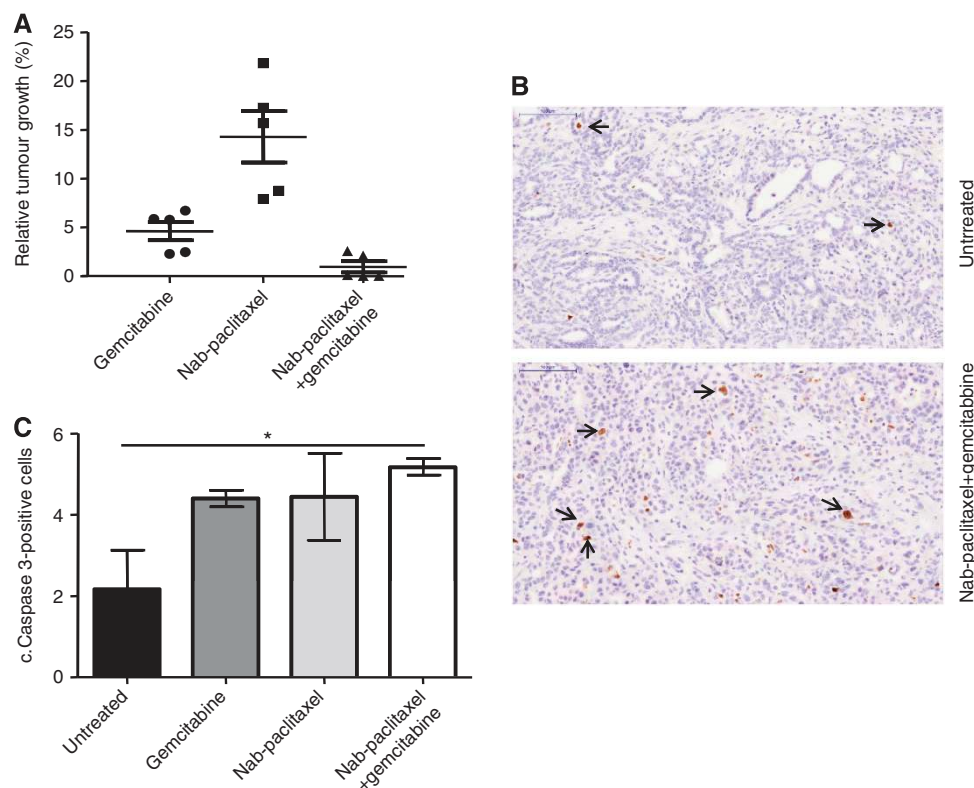 A
Relative tumour growth (%)
25
20
15
10
5
0
Gemcitabine
Nab-paclitaxel
Nab-paclitaxel
+gemcitabine
B
Untreated
Nab-paclitaxel+gemcitabbine
C
c.Caspase 3-positive cells
6
4
2
0
*
Untreated
Gemcitabine
Nab-paclitaxel
Nab-paclitaxel
+gemcitabine